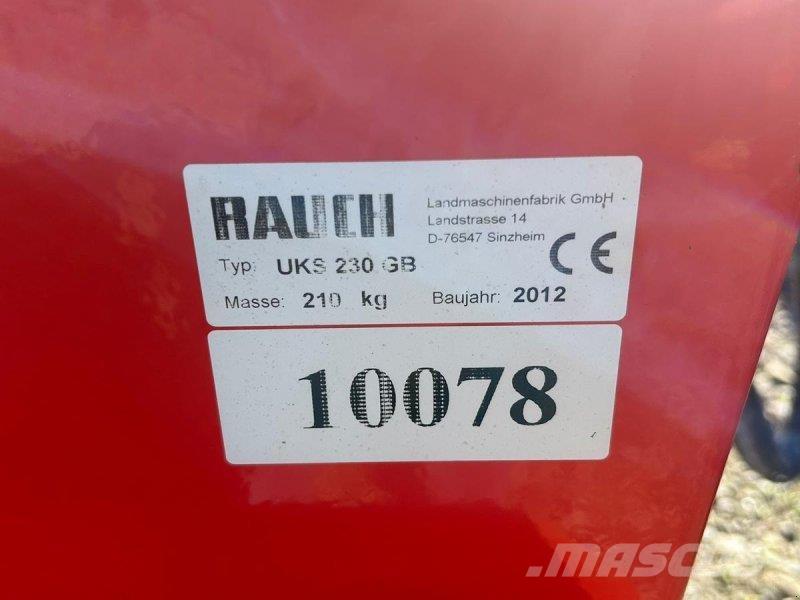 RAUCH
Landmaschinenfabrik GmbH
Landstrasse 14
D-76547 Sinzheim
CE
Typ: UKS 230 GB
Masse: 210 kg Baujahr: 2012
10078
MASCUS